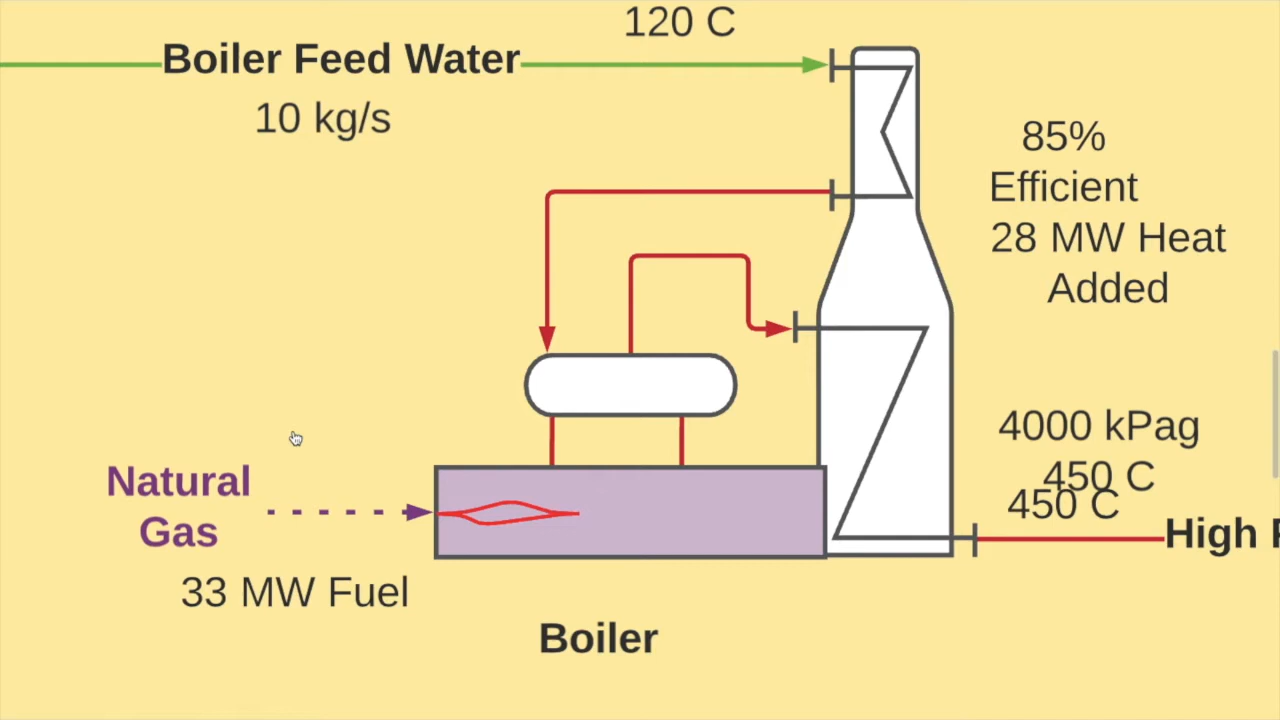 120 C
Boiler Feed Water
10 kg/s
85%
Efficient
28 MW Heat
Added
4000 kPag
450 C
450 C
Natural
Gas
High
33 MW Fuel
Boiler